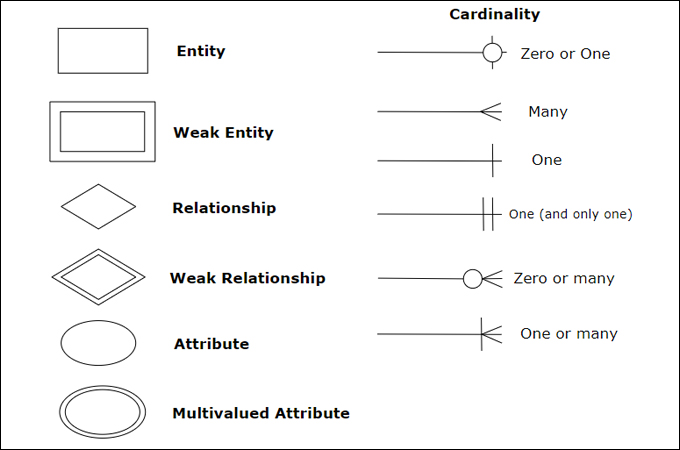 Cardinality
Entity
Zero or One
Many
Weak Entity
One
Relationship
One (and only one)
Weak Relationship
Zero or many
Attribute
One or many
Multivalued Attribute